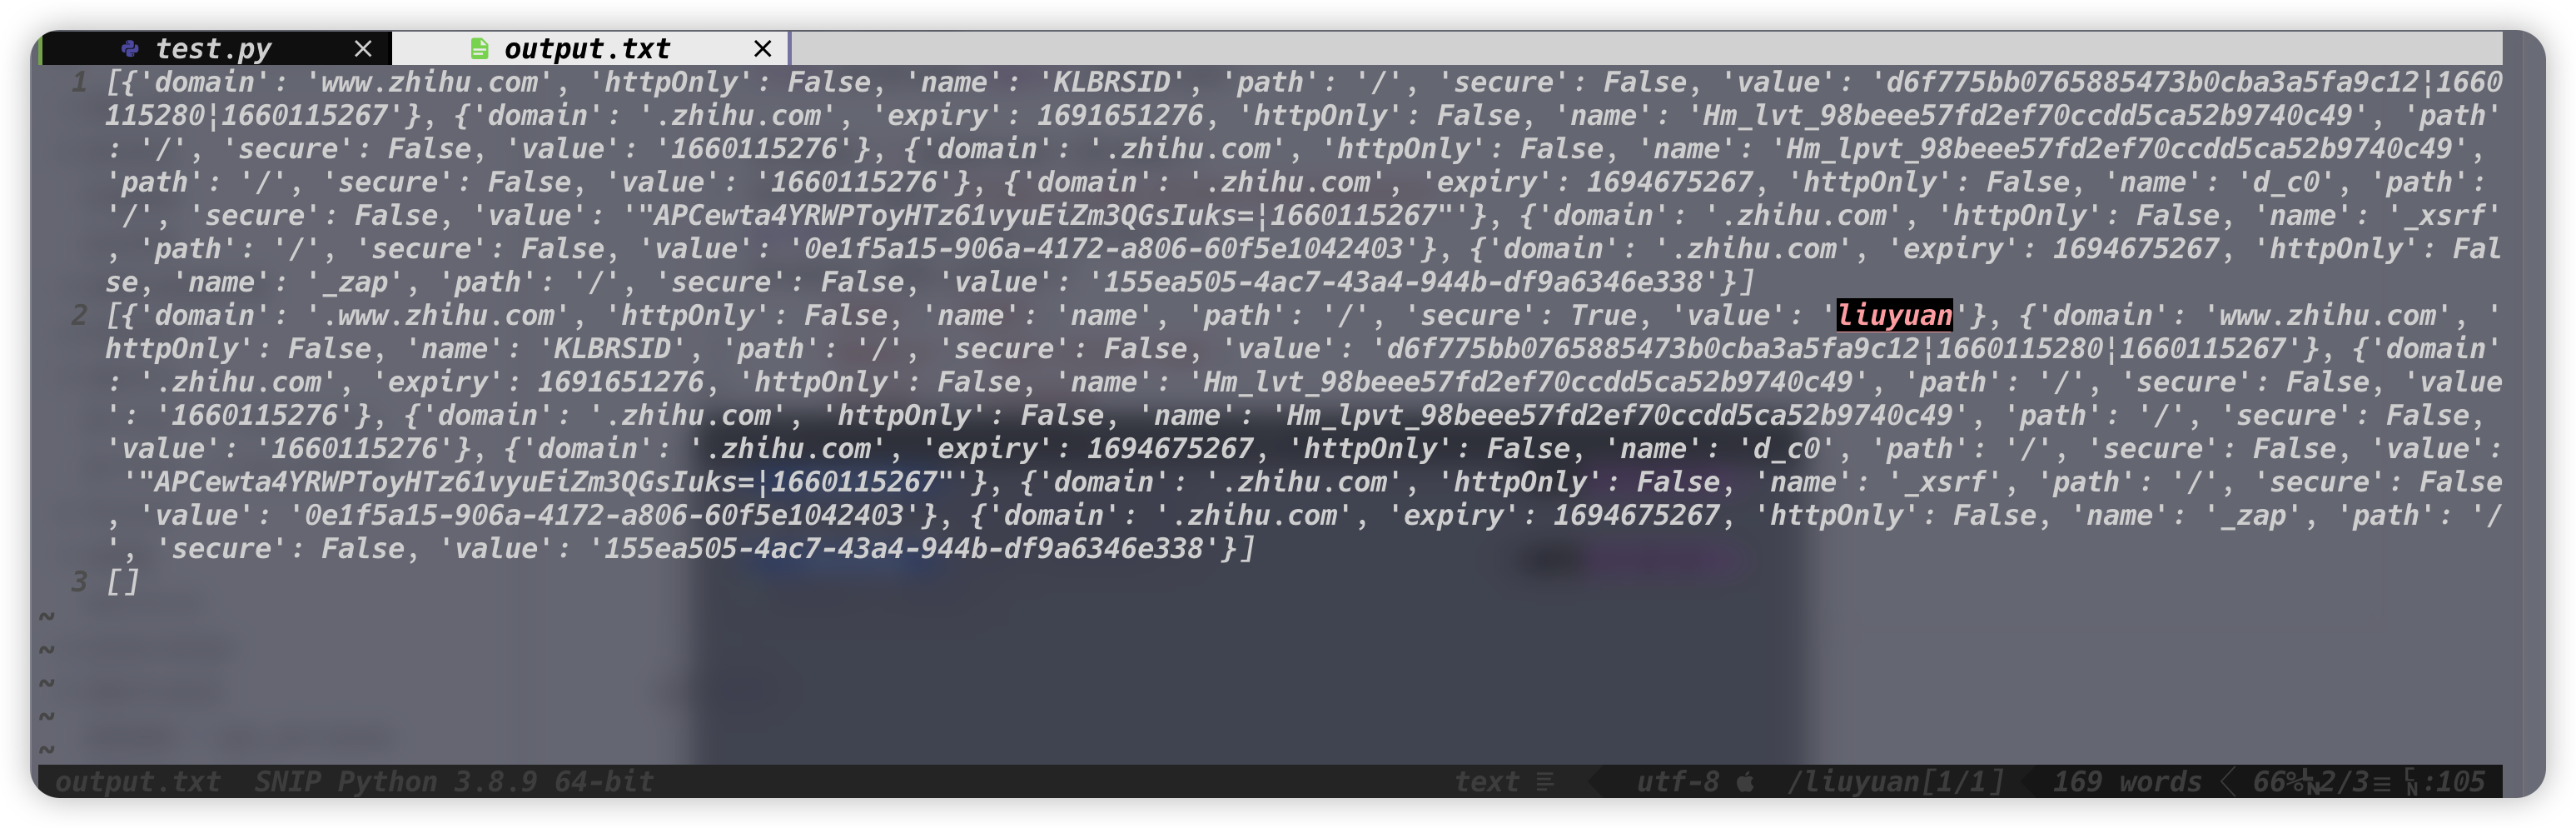 test.py × output.txt ×
1 [{'domain': 'www.zhihu.com', 'httpOnly': False, 'name': 'KLBRSID', 'path': '/', 'secure': False, 'value': 'd6f775bb0765885473b0cba3a5fa9c12|1660
115280|1660115267'}, {'domain': '.zhihu.com', 'expiry': 1691651276, 'httpOnly': False, 'name': 'Hm_lvt_98beee57fd2ef70ccdd5ca52b9740c49', 'path'
: '/', 'secure': False, 'value': '1660115276'}, {'domain': '.zhihu.com', 'httpOnly': False, 'name': 'Hm_lpvt_98beee57fd2ef70ccdd5ca52b9740c49',
'path': '/', 'secure': False, 'value': '1660115276'}, {'domain': '.zhihu.com', 'expiry': 1694675267, 'httpOnly': False, 'name': 'd_c0', 'path':
'/', 'secure': False, 'value': '"APCewta4YRWPToyHTz61vyuEiZm3QGsIuks=|1660115267"'}, {'domain': '.zhihu.com', 'httpOnly': False, 'name': '_xsrf'
, 'path': '/', 'secure': False, 'value': '0e1f5a15-906a-4172-a806-60f5e1042403'}, {'domain': '.zhihu.com', 'expiry': 1694675267, 'httpOnly': Fal
se, 'name': '_zap', 'path': '/', 'secure': False, 'value': '155ea505-4ac7-43a4-944b-df9a6346e338'}]
2 [{'domain': '.www.zhihu.com', 'httpOnly': False, 'name': 'name', 'path': '/', 'secure': True, 'value': 'liuyuan'}, {'domain': 'www.zhihu.com', '
httpOnly': False, 'name': 'KLBRSID', 'path': '/', 'secure': False, 'value': 'd6f775bb0765885473b0cba3a5fa9c12|1660115280|1660115267'}, {'domain'
: '.zhihu.com', 'expiry': 1691651276, 'httpOnly': False, 'name': 'Hm_lvt_98beee57fd2ef70ccdd5ca52b9740c49', 'path': '/', 'secure': False, 'value
': '1660115276'}, {'domain': '.zhihu.com', 'httpOnly': False, 'name': 'Hm_lpvt_98beee57fd2ef70ccdd5ca52b9740c49', 'path': '/', 'secure': False,
'value': '1660115276'}, {'domain': '.zhihu.com', 'expiry': 1694675267, 'httpOnly': False, 'name': 'd_c0', 'path': '/', 'secure': False, 'value':
'"APCewta4YRWPToyHTz61vyuEiZm3QGsIuks=|1660115267"'}, {'domain': '.zhihu.com', 'httpOnly': False, 'name': '_xsrf', 'path': '/', 'secure': False
, 'value': '0e1f5a15-906a-4172-a806-60f5e1042403'}, {'domain': '.zhihu.com', 'expiry': 1694675267, 'httpOnly': False, 'name': '_zap', 'path': '/
', 'secure': False, 'value': '155ea505-4ac7-43a4-944b-df9a6346e338'}]
3 []
~
~
~
~
~
output.txt SNIP Python 3.8.9 64-bit text utf-8 /liuyuan[1/1] 169 words 66% 2/3 :105